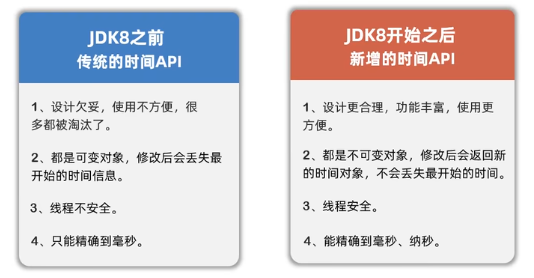 JDK8之前
传统的时间API
1、设计欠妥，使用不方便，很
多都被淘汰了。
2、都是可变对象，修改后会丢失最
开始的时间信息。
3、线程不安全。
4、只能精确到毫秒。
JDK8开始之后
新增的时间API
1、设计更合理，功能丰富，使用更
方便。
2、都是不可变对象，修改后会返回新
的时间对象，不会丢失最开始的时间。
3、线程安全。
4、能精确到毫秒、纳秒。